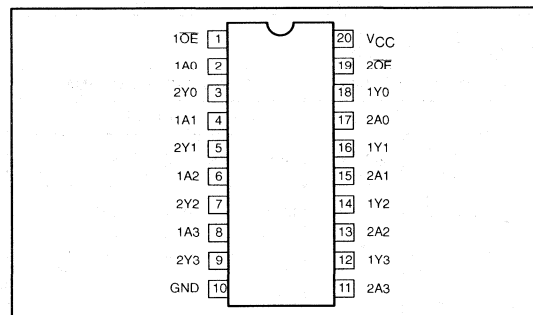 1O̅E̅ 1 20 VCC
1A0 2 19 2O̅E̅
2Y0 3 18 1Y0
1A1 4 17 2A0
2Y1 5 16 1Y1
1A2 6 15 2A1
2Y2 7 14 1Y2
1A3 8 13 2A2
2Y3 9 12 1Y3
GND 10 11 2A3